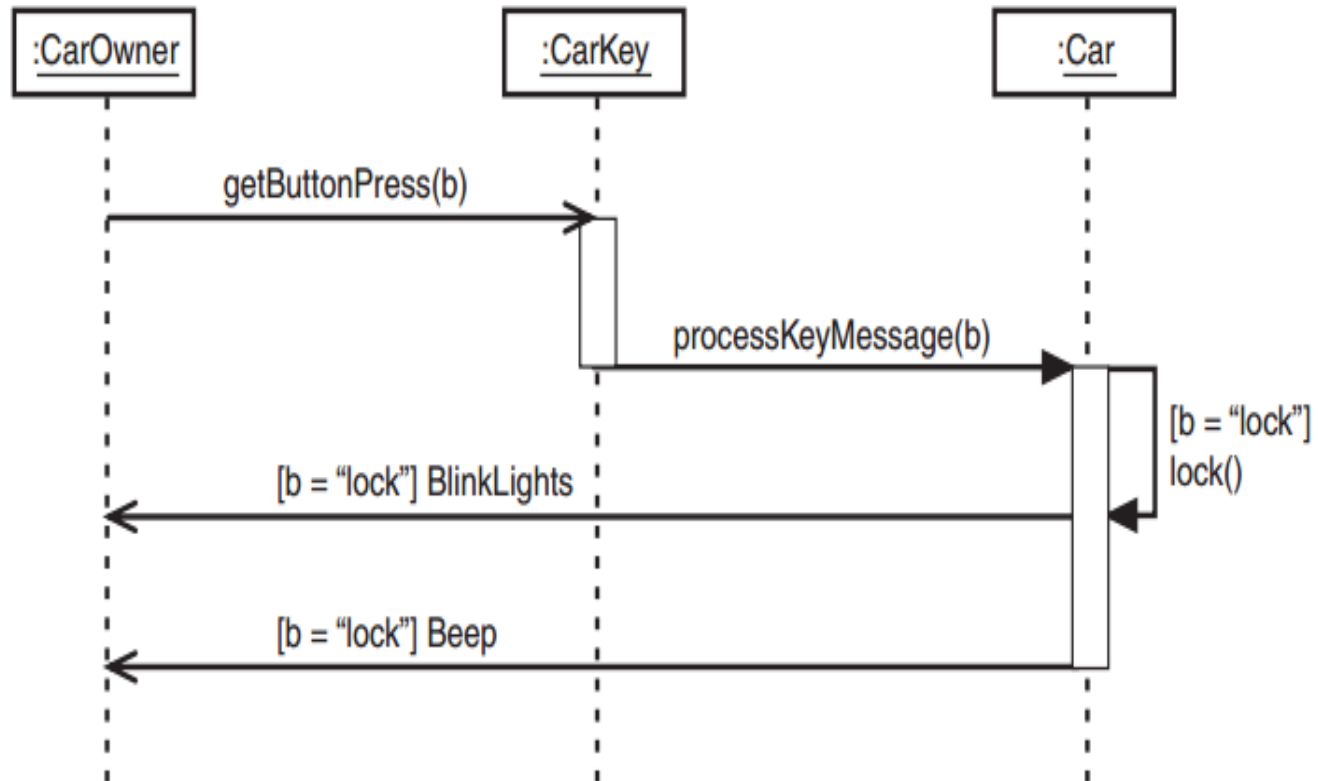 :CarOwner
:CarKey
:Car
getButtonPress(b)
processKeyMessage(b)
[b = “lock”]
lock()
[b = “lock”] BlinkLights
[b = “lock”] Beep